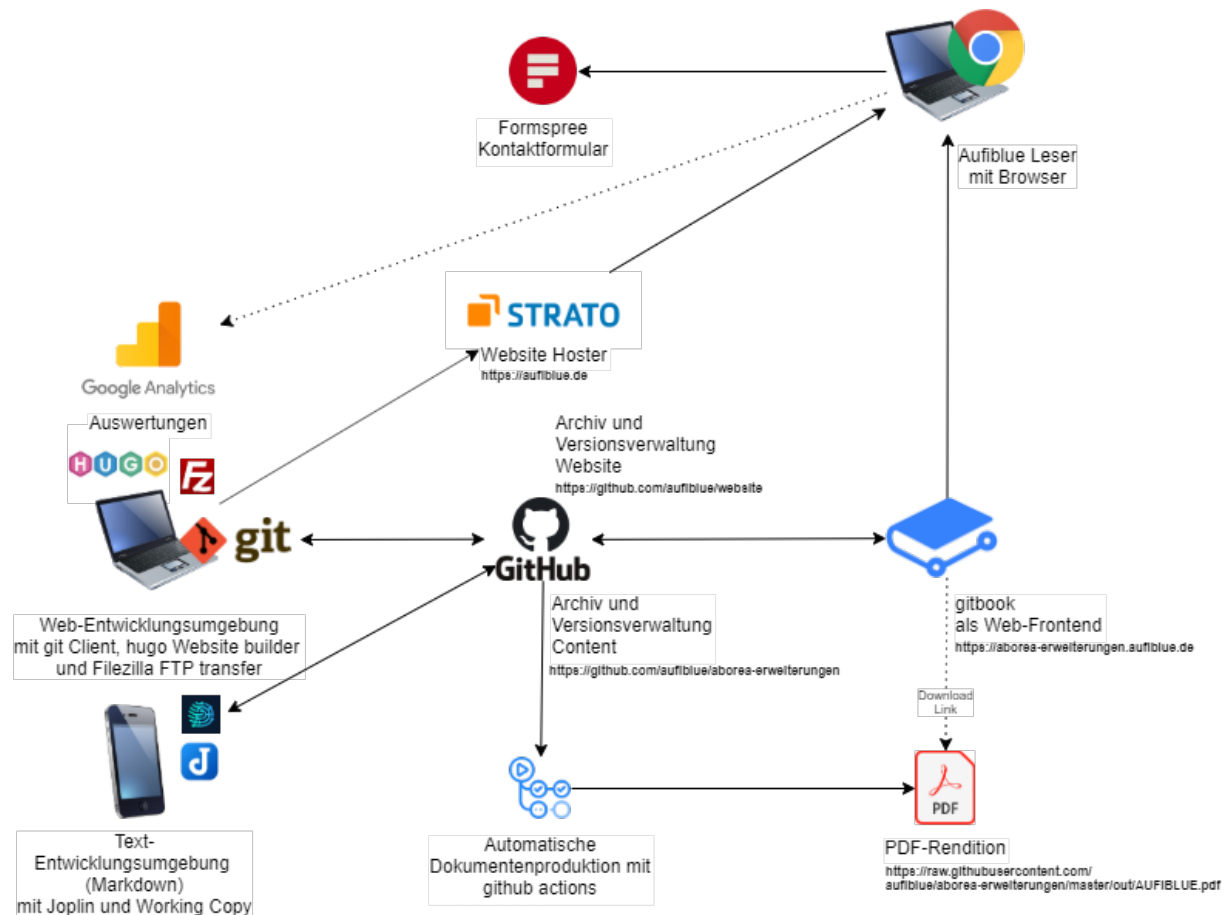 Formspree
Kontaktformular
Aufiblue Leser
mit Browser
STRATO
Website Hoster
https://aufiblue.de
Google Analytics
Auswertungen
HUGO
Fz
git
Archiv und
Versionsverwaltung
Website
https://github.com/aufiblue/website
GitHub
Archiv und
Versionsverwaltung
Content
https://github.com/aufiblue/aborea-erweiterungen
gitbook
als Web-Frontend
https://aborea-erweiterungen.aufiblue.de
Web-Entwicklungsumgebung
mit git Client, hugo Website builder
und Filezilla FTP transfer
Download
Link
J
PDF
Text-
Entwicklungsumgebung
(Markdown)
mit Joplin und Working Copy
Automatische
Dokumentenproduktion mit
github actions
PDF-Rendition
https://raw.githubusercontent.com/
aufiblue/aborea-erweiterungen/master/out/AUFIBLUE.pdf